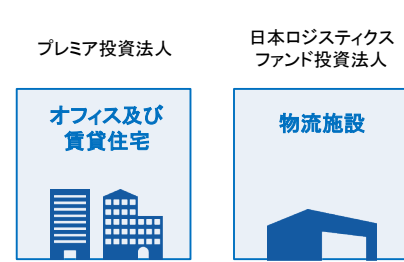 プレミア投資法人
オフィス及び
賃貸住宅
日本ロジスティクス
ファンド投資法人
物流施設